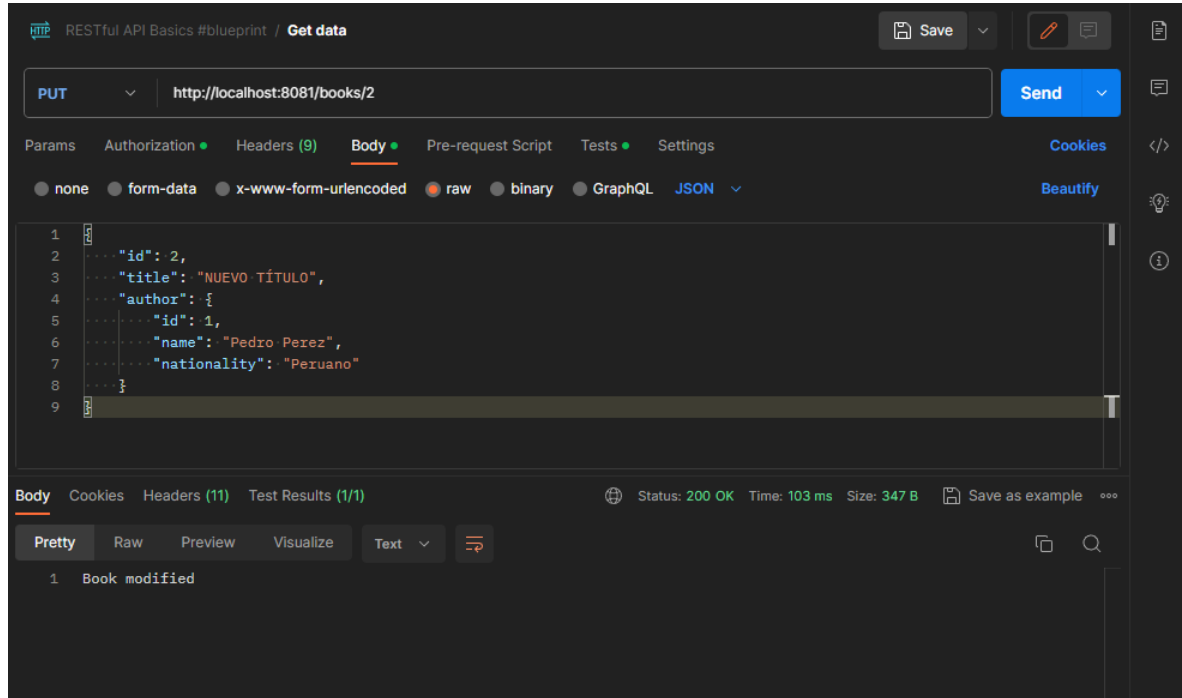 HTTP RESTful API Basics #blueprint / Get data Save
PUT http://localhost:8081/books/2 Send
Params Authorization Headers (9) Body Pre-request Script Tests Settings Cookies
none form-data x-www-form-urlencoded raw binary GraphQL JSON Beautify
1 {
2 "id": 2,
3 "title": "NUEVO TÍTULO",
4 "author": {
5 "id": 1,
6 "name": "Pedro Perez",
7 "nationality": "Peruano"
8 }
9 }
Body Cookies Headers (11) Test Results (1/1) Status: 200 OK Time: 103 ms Size: 347 B Save as example
Pretty Raw Preview Visualize Text
1 Book modified